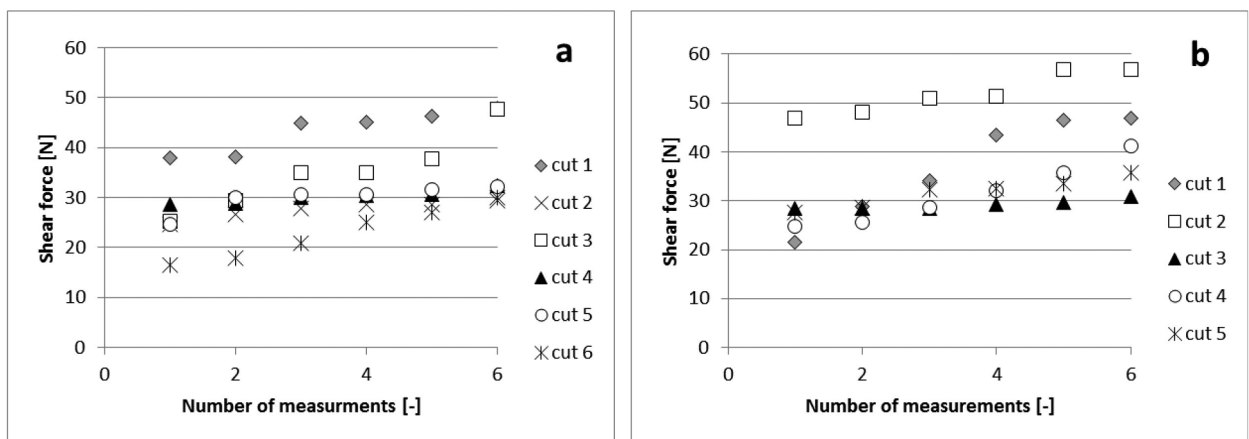 a
60
50
40
30
20
10
0
0 2 4 6
Shear force [N]
Number of measurments [-]
cut 1
cut 2
cut 3
cut 4
cut 5
cut 6
b
60
50
40
30
20
10
0
0 2 4 6
Shear force [N]
Number of measurements [-]
cut 1
cut 2
cut 3
cut 4
cut 5